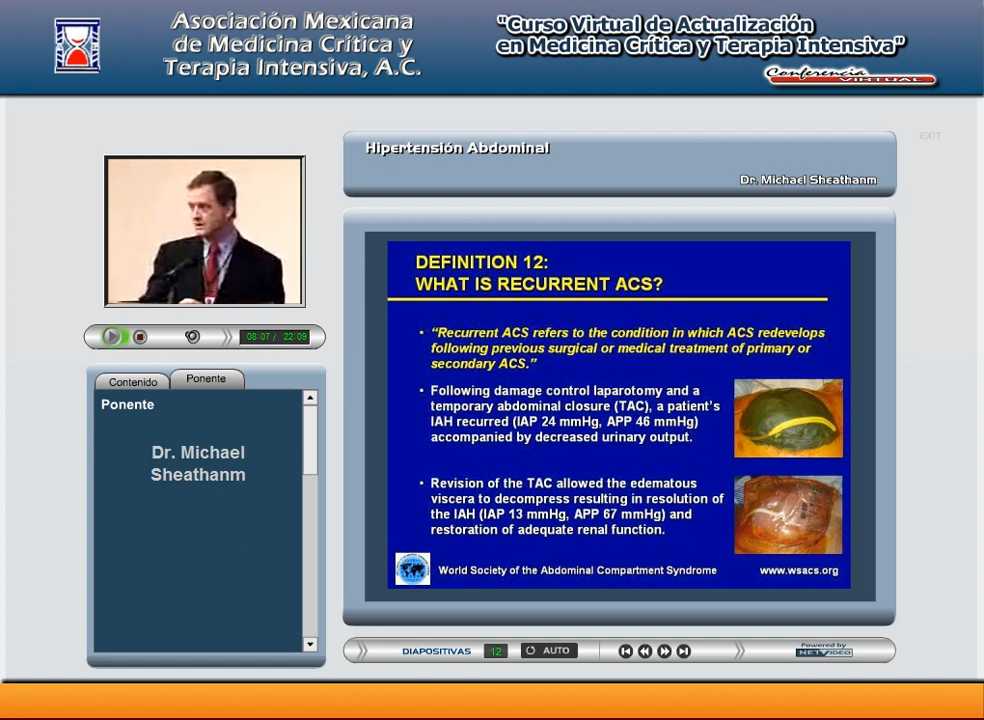 Asociación Mexicana
de Medicina Crítica y
Terapia Intensiva, A.C.
"Curso Virtual de Actualización
en Medicina Crítica y Terapia Intensiva"
Conferencia
VIRTUAL
EXIT
Hipertensión Abdominal
Dr. Michael Sheathanm
08:07 / 22:09
Contenido
Ponente
Ponente
Dr. Michael
Sheathanm
DEFINITION 12:
WHAT IS RECURRENT ACS?
• "Recurrent ACS refers to the condition in which ACS redevelops
following previous surgical or medical treatment of primary or
secondary ACS."
• Following damage control laparotomy and a
temporary abdominal closure (TAC), a patient's
IAH recurred (IAP 24 mmHg, APP 46 mmHg)
accompanied by decreased urinary output.
• Revision of the TAC allowed the edematous
viscera to decompress resulting in resolution of
the IAH (IAP 13 mmHg, APP 67 mmHg) and
restoration of adequate renal function.
World Society of the Abdominal Compartment Syndrome
www.wsacs.org
DIAPOSITIVAS
12
AUTO
Powered by
NETVIDEO